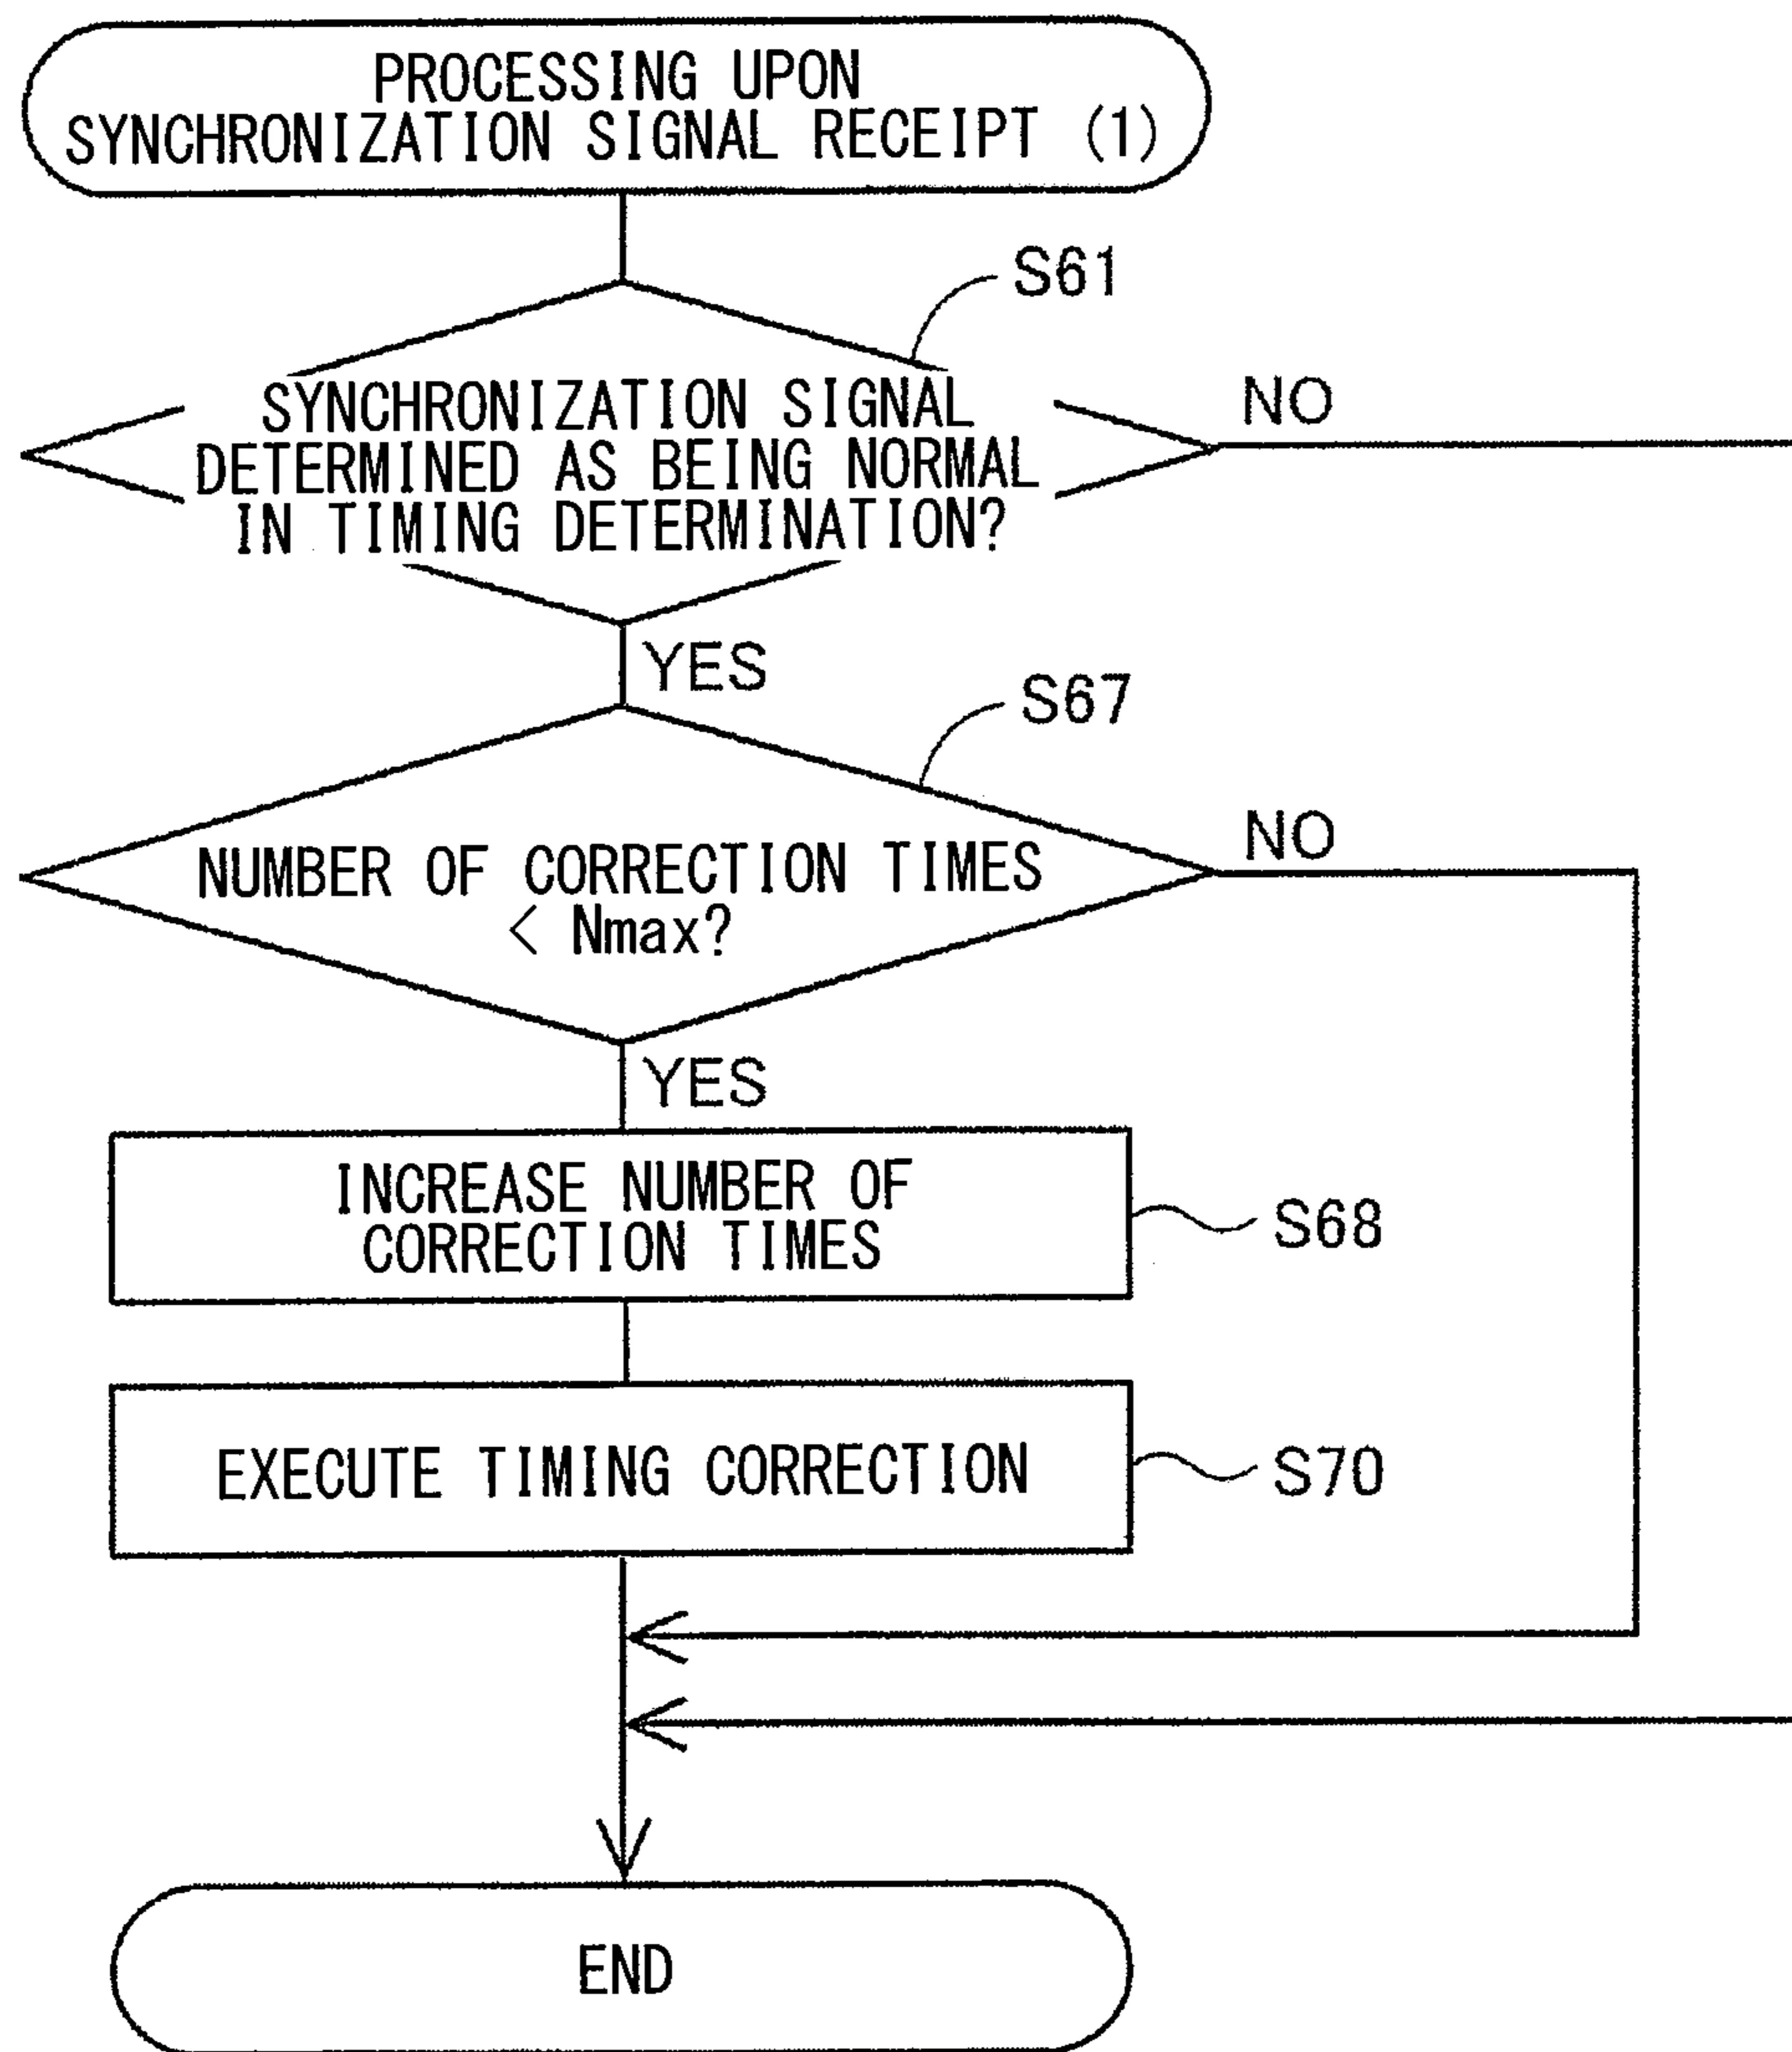 PROCESSING UPON
SYNCHRONIZATION SIGNAL RECEIPT (1)
S61
SYNCHRONIZATION SIGNAL
DETERMINED AS BEING NORMAL
IN TIMING DETERMINATION?
NO
YES
S67
NUMBER OF CORRECTION TIMES
< Nmax?
NO
YES
INCREASE NUMBER OF
CORRECTION TIMES
S68
EXECUTE TIMING CORRECTION
S70
END